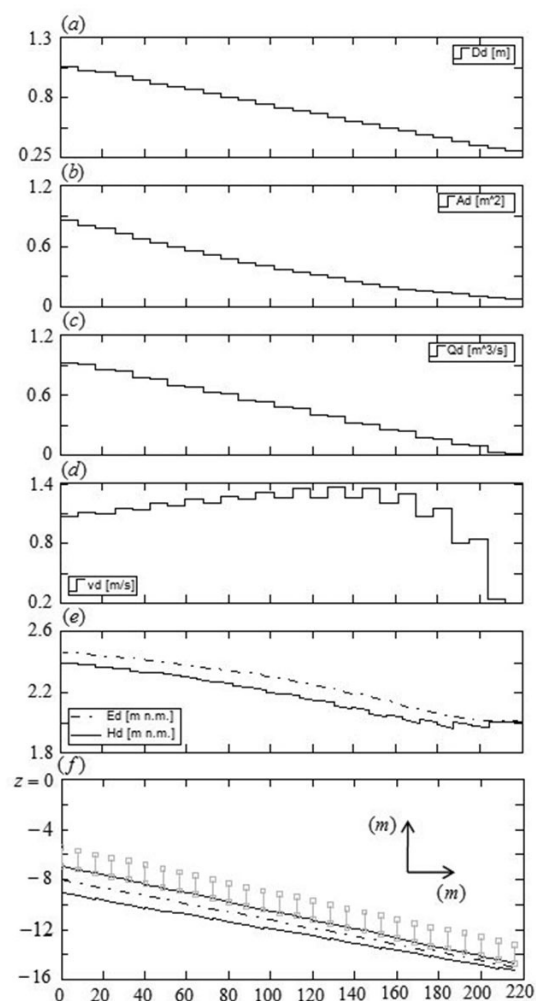 (a)
1.3
Dd [m]
0.8
0.25
(b)
1.2
Ad [m^2]
0.6
0
(c)
1.2
Qd [m^3/s]
0.6
0
(d)
1.4
0.8
vd [m/s]
0.2
(e)
2.6
2.2
Ed [m n.m.]
Hd [m n.m.]
1.8
(f)
z = 0
(m)
−4
−8
(m)
−12
−16
0 20 40 60 80 100 120 140 160 180 200 220